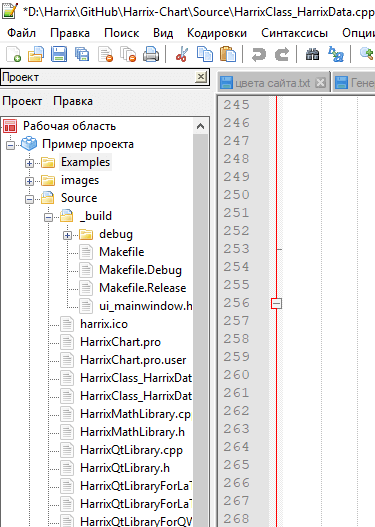 *D:\Harrix\GitHub\Harrix-Chart\Source\HarrixClass_HarrixData.cpp
Файл Правка Поиск Вид Кодировки Синтаксисы Опции
Проект
Проект Правка
Рабочая область
Пример проекта
Examples
images
Source
_build
debug
Makefile
Makefile.Debug
Makefile.Release
ui_mainwindow.h
harrix.ico
HarrixChart.pro
HarrixChart.pro.user
HarrixClass_HarrixDat
HarrixClass_HarrixDat
HarrixMathLibrary.cp
HarrixMathLibrary.h
HarrixQtLibrary.cpp
HarrixQtLibrary.h
HarrixQtLibraryForLaT
HarrixQtLibraryForLaT
HarrixQtLibraryForQW
цвета сайта.txt Гене
245
246
247
248
249
250
251
252
253
254
255
256
257
258
259
260
261
262
263
264
265
266
267
268